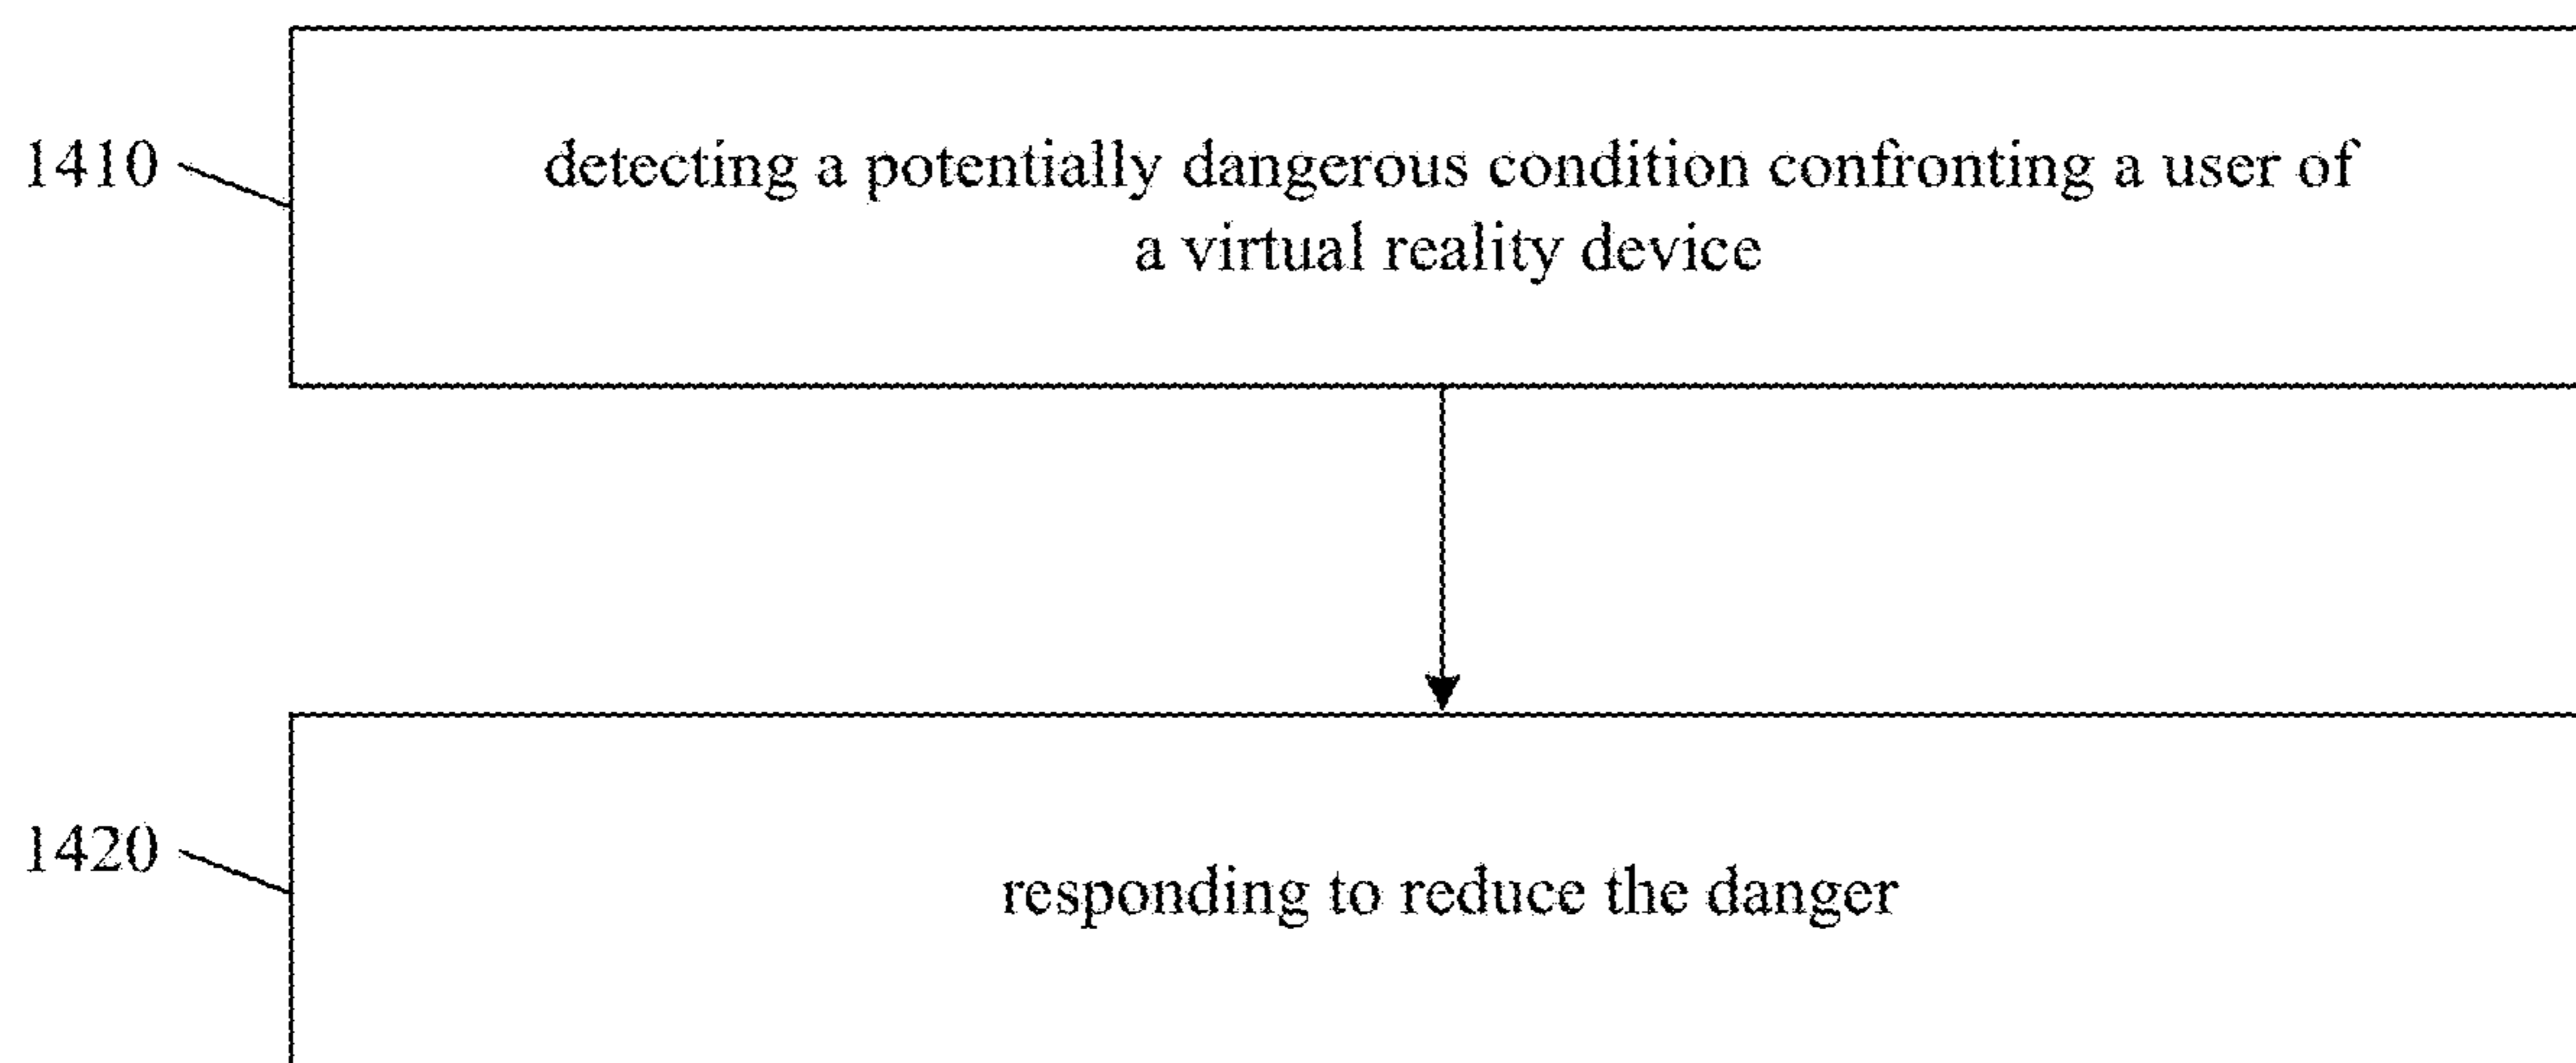 1410
detecting a potentially dangerous condition confronting a user of
a virtual reality device
1420
responding to reduce the danger